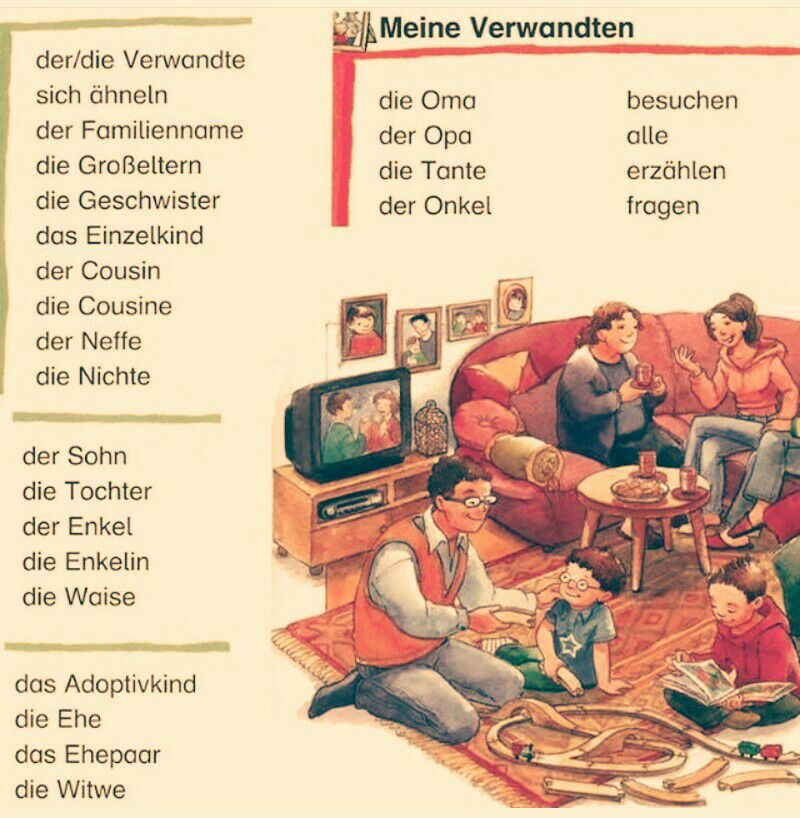 der/die Verwandte
sich ähneln
der Familienname
die Großeltern
die Geschwister
das Einzelkind
der Cousin
die Cousine
der Neffe
die Nichte
der Sohn
die Tochter
der Enkel
die Enkelin
die Waise
das Adoptivkind
die Ehe
das Ehepaar
die Witwe
Meine Verwandten
die Oma
der Opa
die Tante
der Onkel
besuchen
alle
erzählen
fragen